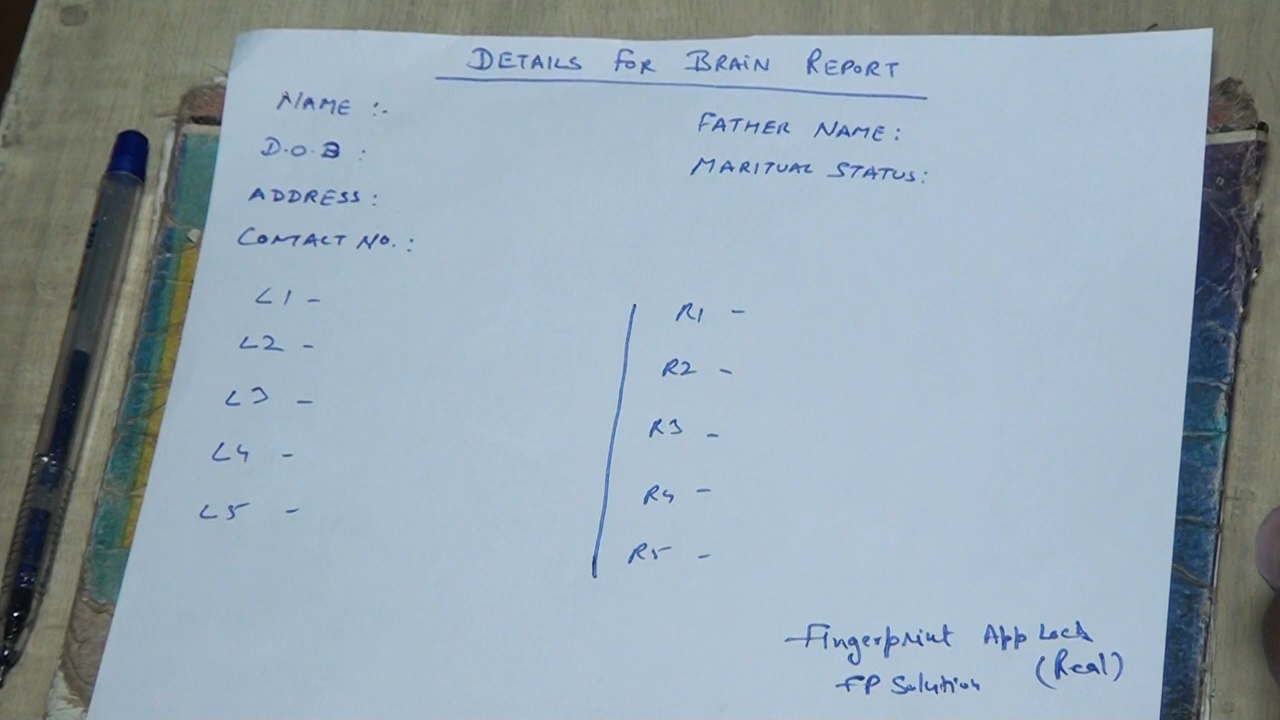 DETAILS FOR BRAIN REPORT
NAME :-
FATHER NAME :
D.O.B :
MARITUAL STATUS:
ADDRESS :
CONTACT NO. :
L1 -
R1 -
L2 -
R2 -
L3 -
R3 -
L4 -
R4 -
L5 -
R5 -
Fingerprint App Lock
(Real)
FP Solution